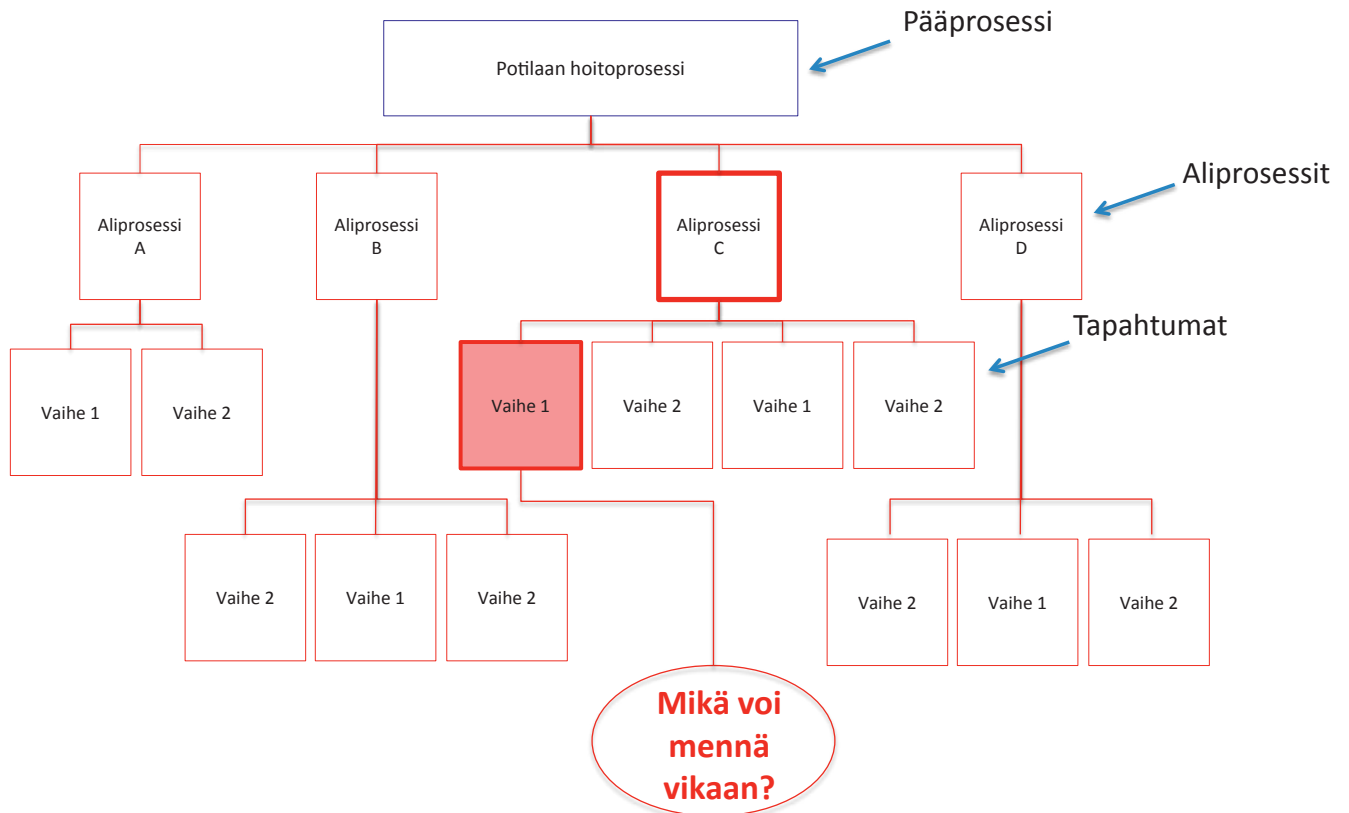 Pääprosessi
Potilaan hoitoprosessi
Aliprosessit
Aliprosessi
A
Aliprosessi
B
Aliprosessi
C
Aliprosessi
D
Tapahtumat
Vaihe 1
Vaihe 2
Vaihe 1
Vaihe 2
Vaihe 1
Vaihe 2
Vaihe 2
Vaihe 1
Vaihe 2
Vaihe 2
Vaihe 1
Vaihe 2
Mikä voi
mennä
vikaan?